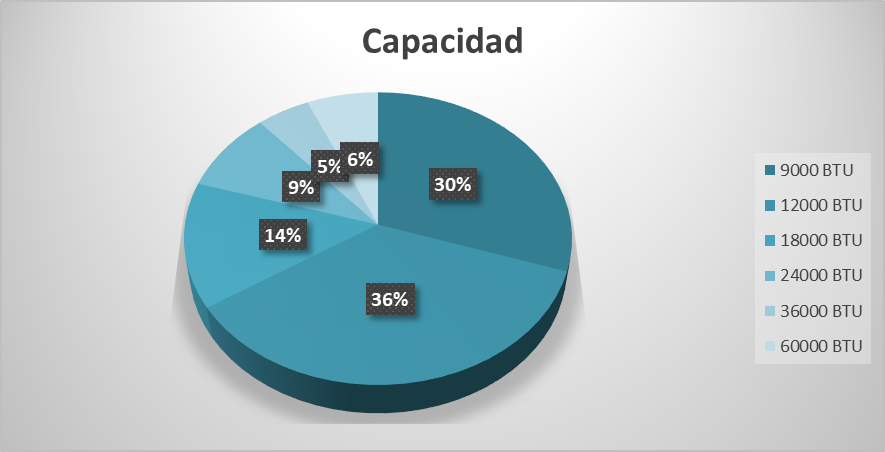 Capacidad
30%
36%
14%
9%
5%
6%
9000 BTU
12000 BTU
18000 BTU
24000 BTU
36000 BTU
60000 BTU